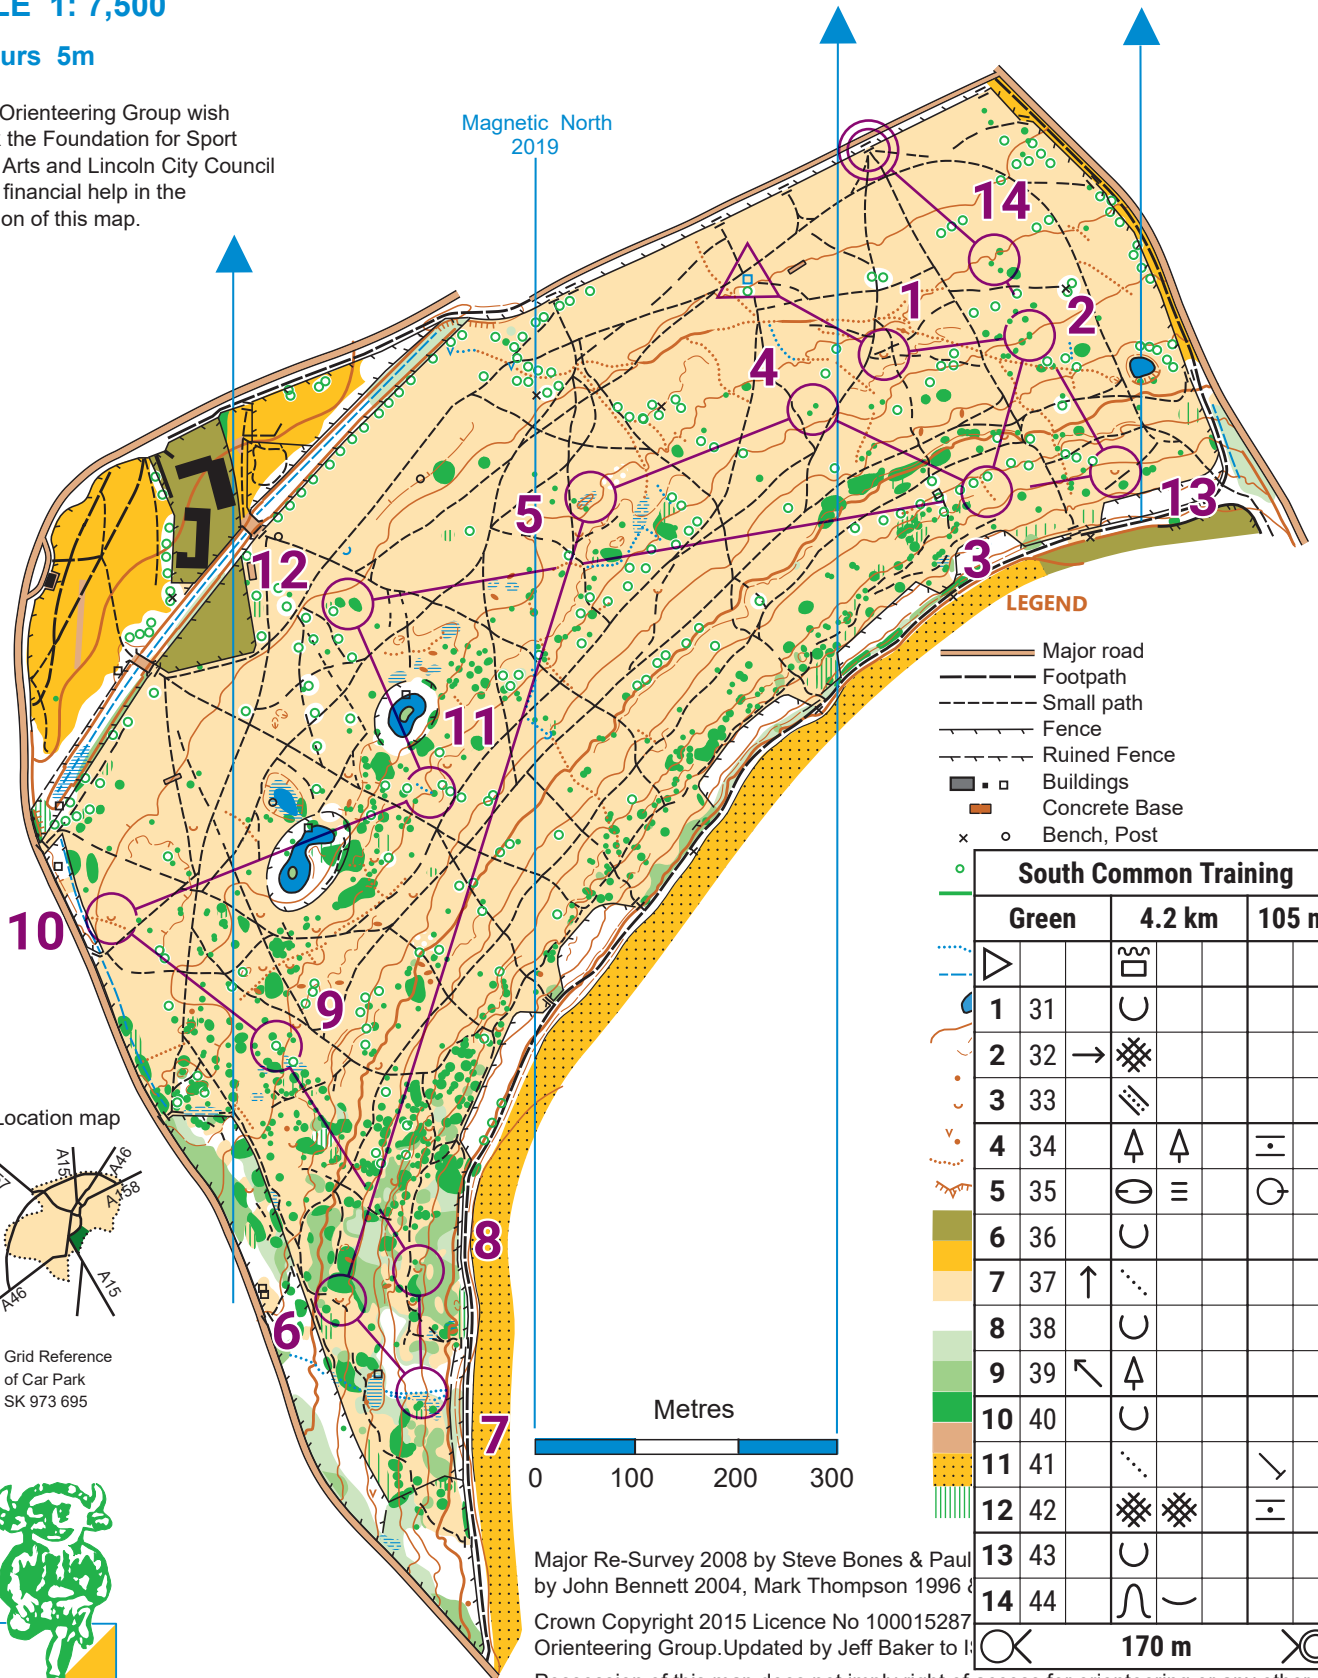 LE 1: 7,500
urs 5m
Orienteering Group wish
the Foundation for Sport
Arts and Lincoln City Council
financial help in the
on of this map.
Magnetic North
2019
14
1
2
4
5
13
12
3
11
10
9
8
6
7
LEGEND
Major road
Footpath
Small path
Fence
Ruined Fence
Buildings
Concrete Base
Bench, Post
South Common Training
Green 4.2 km 105 m
1 31
2 32
3 33
4 34
5 35
6 36
7 37
8 38
9 39
10 40
11 41
12 42
13 43
14 44
170 m
Location map
A15
A46
A158
A15
A46
Grid Reference
of Car Park
SK 973 695
Metres
0 100 200 300
Major Re-Survey 2008 by Steve Bones & Paul
by John Bennett 2004, Mark Thompson 1996 &
Crown Copyright 2015 Licence No 100015287
Orienteering Group.Updated by Jeff Baker to